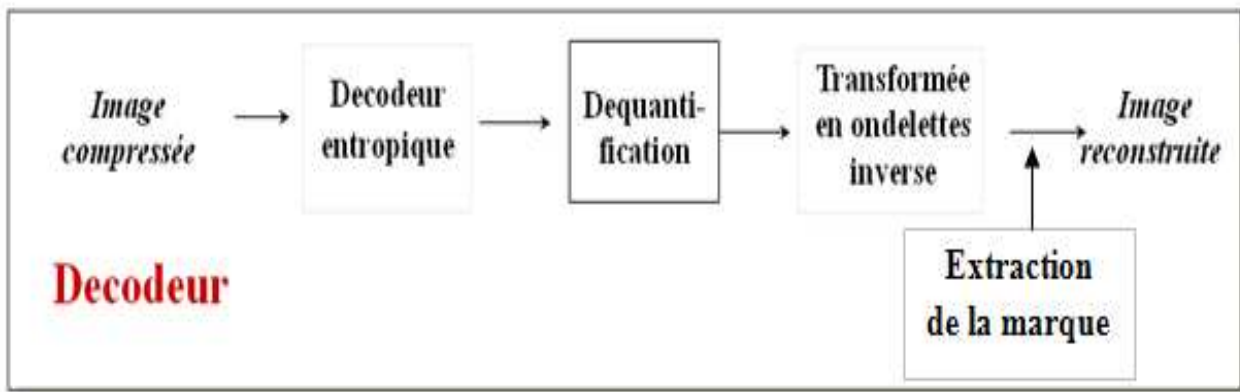 Image
compressée
Decodeur
entropique
Dequanti-
fication
Transformée
en ondelettes
inverse
Image
reconstruite
Extraction
de la marque
Decodeur